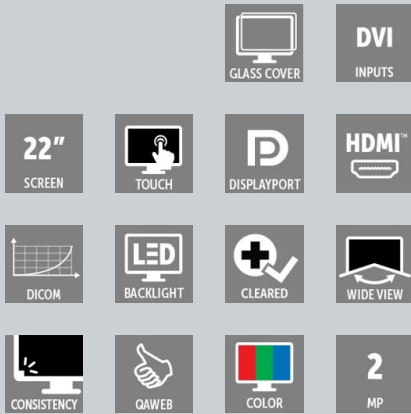 GLASS COVER
DVI
INPUTS
22"
SCREEN
TOUCH
DISPLAYPORT
HDMI™
DICOM
LED
BACKLIGHT
CLEARED
WIDE VIEW
CONSISTENCY
QAWEB
COLOR
2
MP